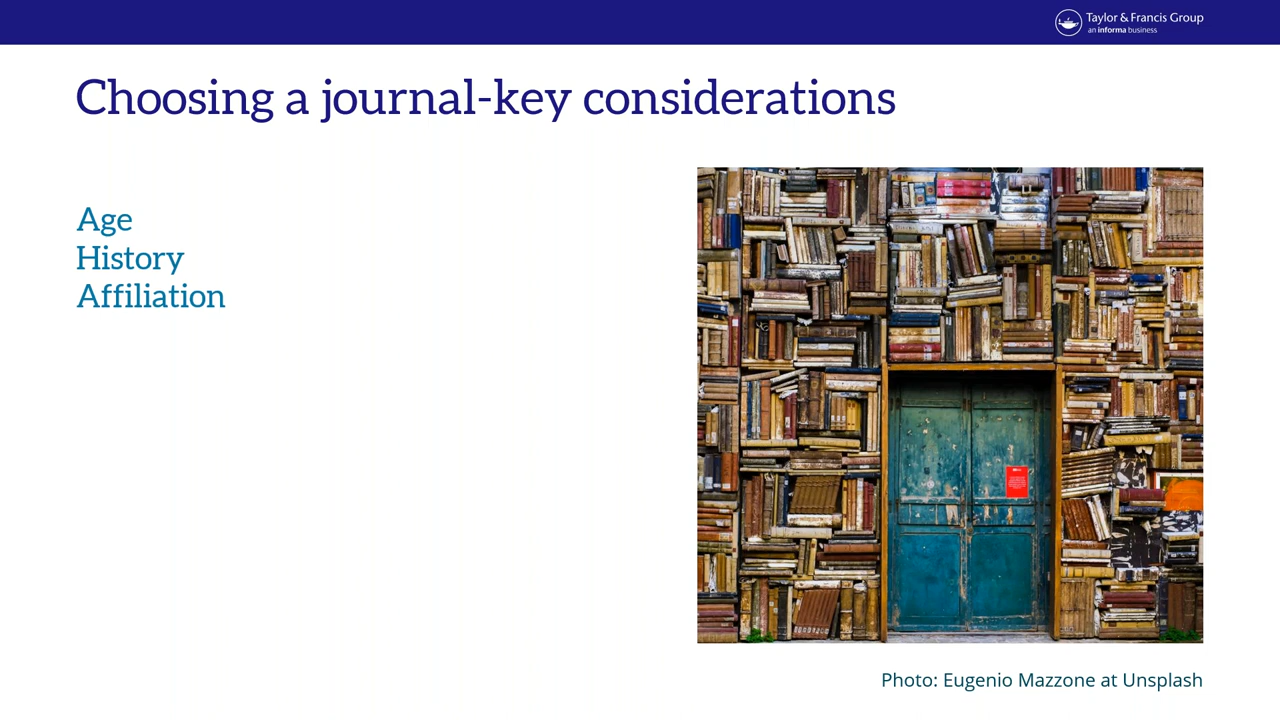 Taylor & Francis Group
an informa business
Choosing a journal-key considerations
Age
History
Affiliation
Photo: Eugenio Mazzone at Unsplash